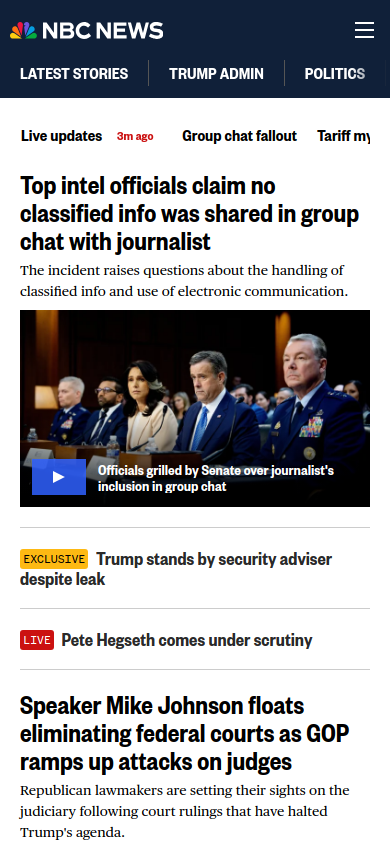 NBC NEWS
LATEST STORIES
TRUMP ADMIN
POLITICS
Live updates 3m ago Group chat fallout Tariff my
Top intel officials claim no
classified info was shared in group
chat with journalist
The incident raises questions about the handling of
classified info and use of electronic communication.
Officials grilled by Senate over journalist's
inclusion in group chat
EXCLUSIVE Trump stands by security adviser
despite leak
LIVE Pete Hegseth comes under scrutiny
Speaker Mike Johnson floats
eliminating federal courts as GOP
ramps up attacks on judges
Republican lawmakers are setting their sights on the
judiciary following court rulings that have halted
Trump's agenda.